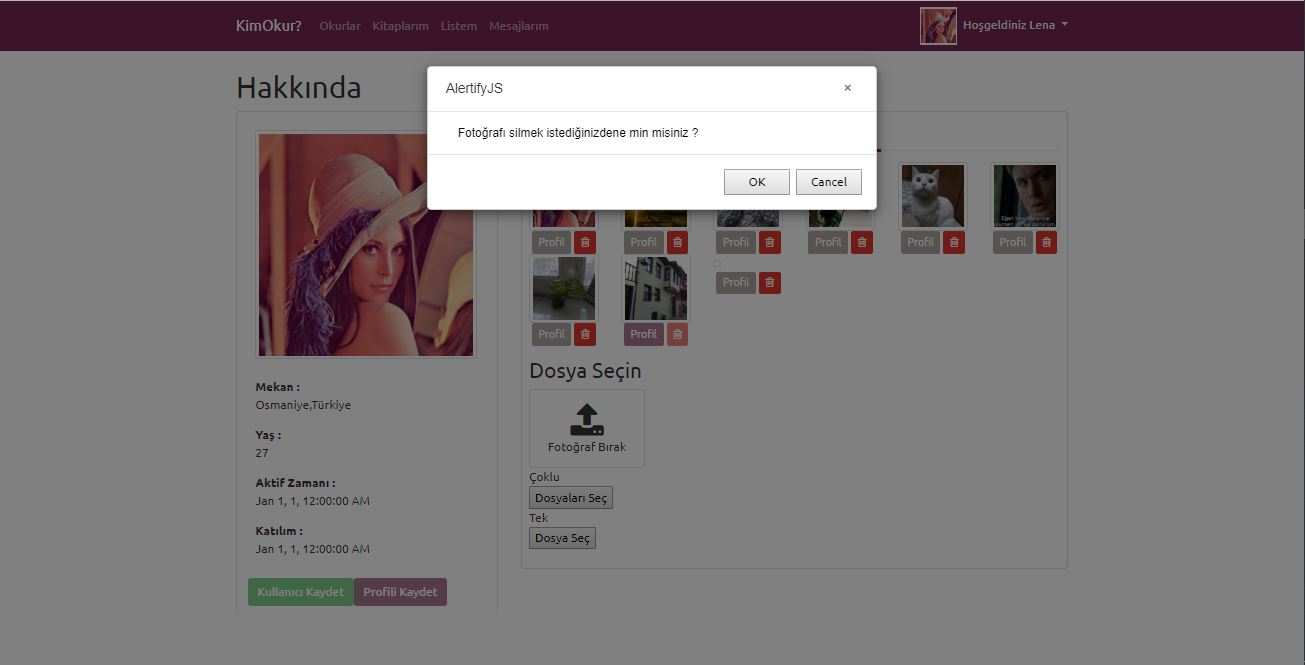 KimOkur? Okurlar Kitaplarım Listem Mesajlarım Hoşgeldiniz Lena
Hakkında
AlertifyJS ×
Fotoğrafı silmek istediğinizdene min misiniz ?
OK Cancel
Profil Profil Profil Profil Profil Profil
Profil Profil Profil
Mekan :
Osmaniye,Türkiye
Yaş :
27
Aktif Zamanı :
Jan 1, 1, 12:00:00 AM
Katılım :
Jan 1, 1, 12:00:00 AM
Kullanıcı Kaydet Profili Kaydet
Dosya Seçin
Fotoğraf Bırak
Çoklu
Dosyaları Seç
Tek
Dosya Seç